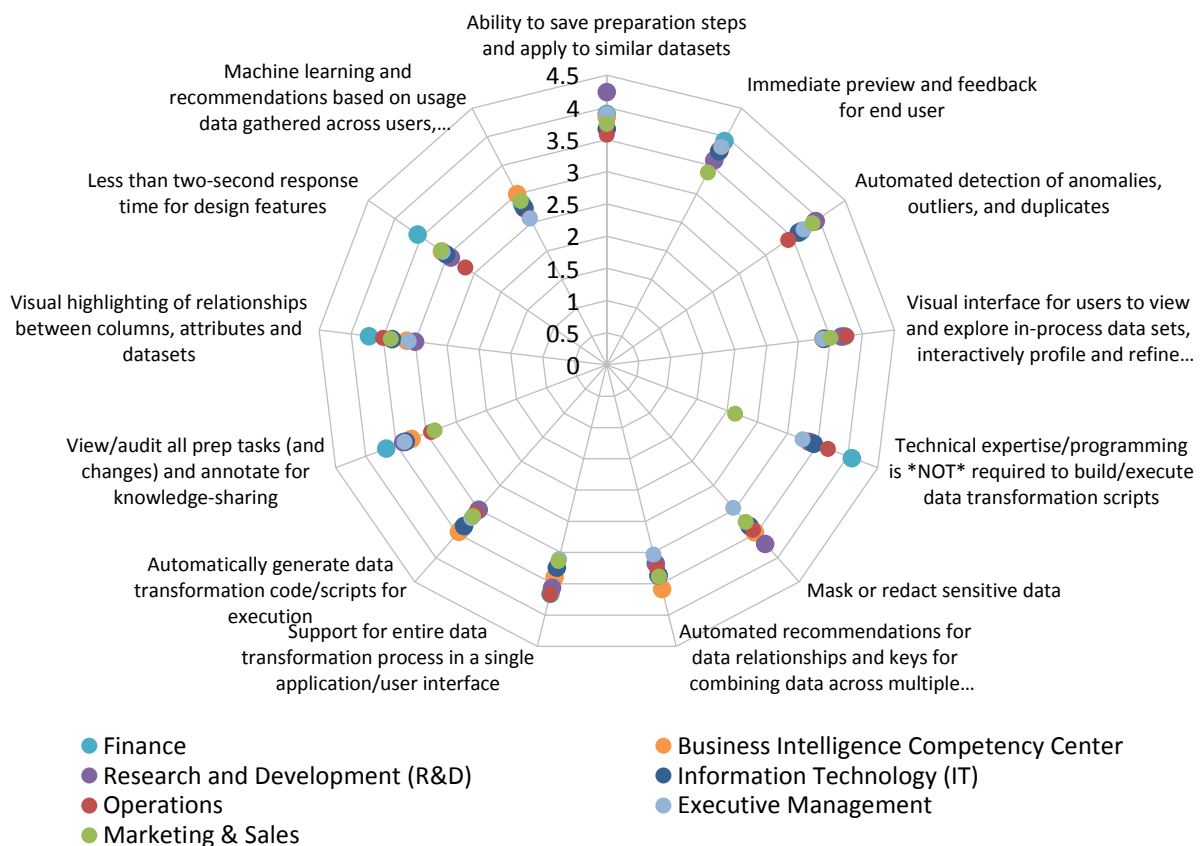 Ability to save preparation steps
and apply to similar datasets
Machine learning and
recommendations based on usage
data gathered across users,...
Immediate preview and feedback
for end user
Less than two-second response
time for design features
Automated detection of anomalies,
outliers, and duplicates
Visual highlighting of relationships
between columns, attributes and
datasets
Visual interface for users to view
and explore in-process data sets,
interactively profile and refine...
View/audit all prep tasks (and
changes) and annotate for
knowledge-sharing
Technical expertise/programming
is *NOT* required to build/execute
data transformation scripts
Automatically generate data
transformation code/scripts for
execution
Mask or redact sensitive data
Support for entire data
transformation process in a single
application/user interface
Automated recommendations for
data relationships and keys for
combining data across multiple...
4.5
4
3.5
3
2.5
2
1.5
1
0.5
0
Finance
Business Intelligence Competency Center
Research and Development (R&D)
Information Technology (IT)
Operations
Executive Management
Marketing & Sales